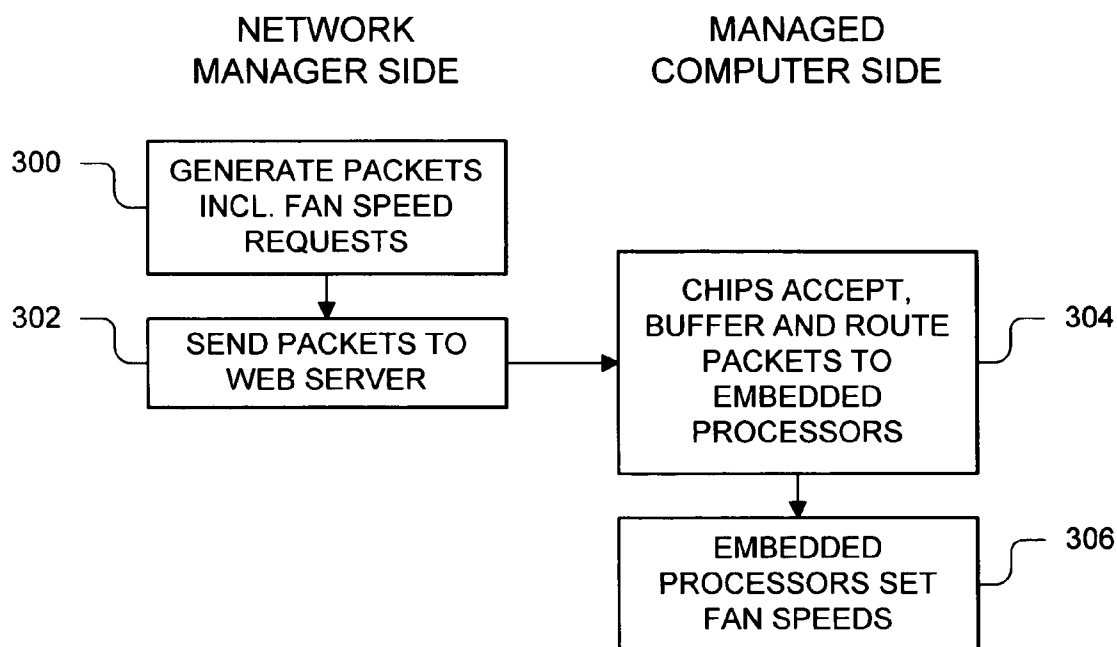 NETWORK
MANAGER SIDE
MANAGED
COMPUTER SIDE
300
GENERATE PACKETS
INCL. FAN SPEED
REQUESTS
302
SEND PACKETS TO
WEB SERVER
CHIPS ACCEPT,
BUFFER AND ROUTE
PACKETS TO
EMBEDDED
PROCESSORS
304
EMBEDDED
PROCESSORS SET
FAN SPEEDS
306